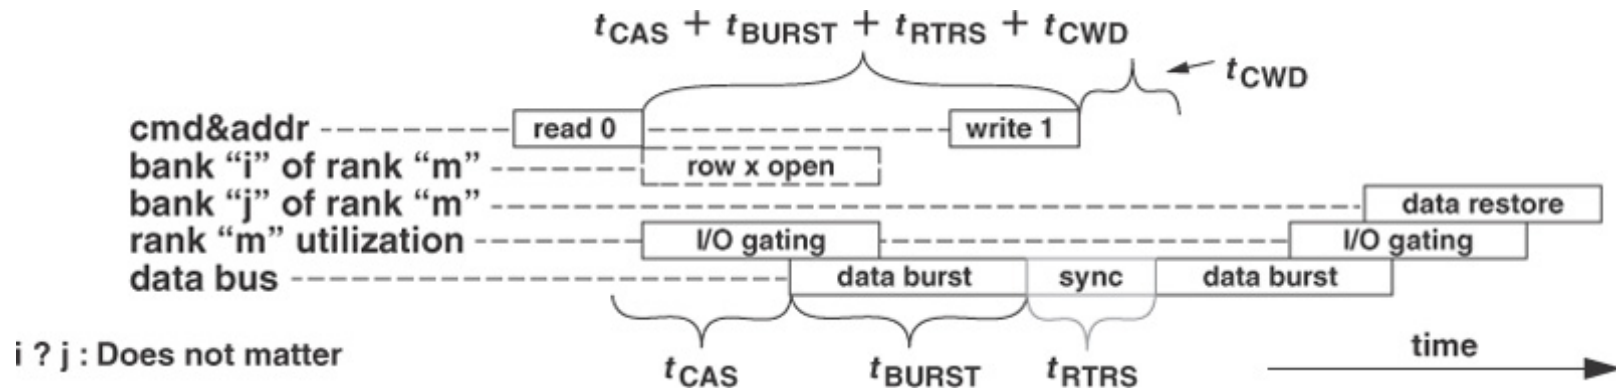 tCAS + tBURST + tRTRS + tCWD
tCWD
cmd&addr read 0 write 1
bank “i” of rank “m” row x open
bank “j” of rank “m” data restore
rank “m” utilization I/O gating I/O gating
data bus data burst sync data burst
i ? j : Does not matter
tCAS tBURST tRTRS
time